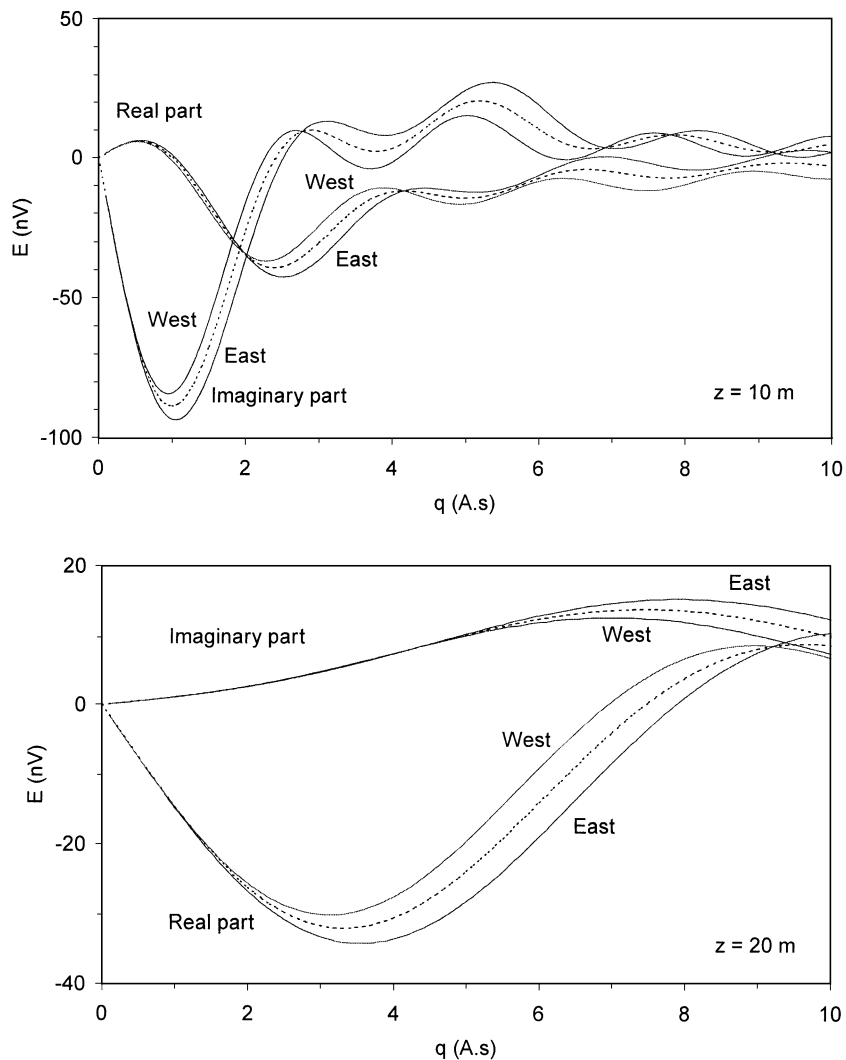 50
Real part
0
West
E (nV)
East
-50
West
East
Imaginary part
z = 10 m
-100
0 2 4 6 8 10
q (A.s)
20
East
Imaginary part
West
0
West
E (nV)
East
-20
Real part
z = 20 m
-40
0 2 4 6 8 10
q (A.s)